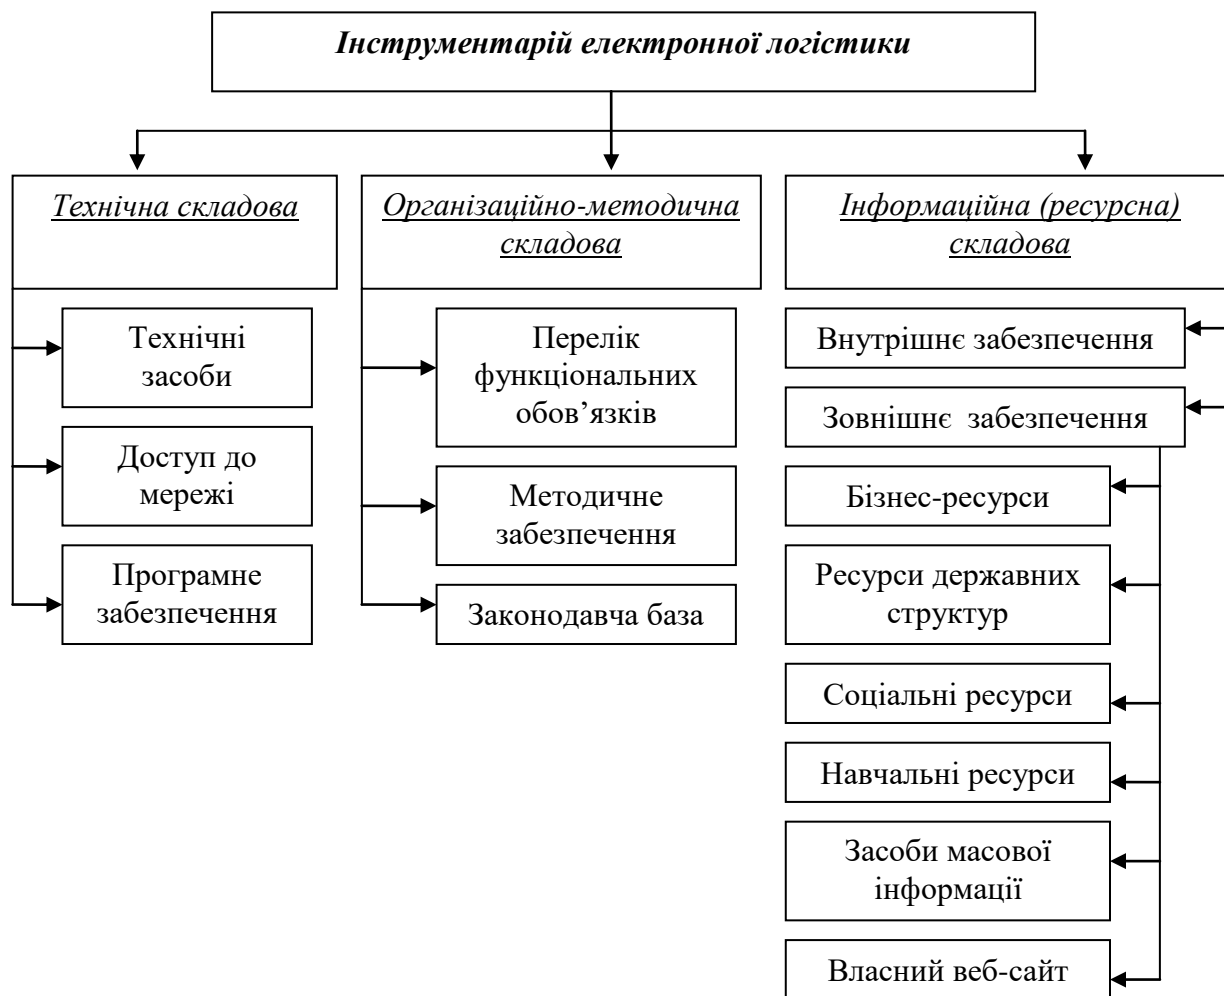 Інструментарій електронної логістики
Технічна складова
Організаційно-методична
складова
Інформаційна (ресурсна)
складова
Технічні
засоби
Доступ до
мережі
Програмне
забезпечення
Перелік
функціональних
обов’язків
Методичне
забезпечення
Законодавча база
Внутрішнє забезпечення
Зовнішнє забезпечення
Бізнес-ресурси
Ресурси державних
структур
Соціальні ресурси
Навчальні ресурси
Засоби масової
інформації
Власний веб-сайт